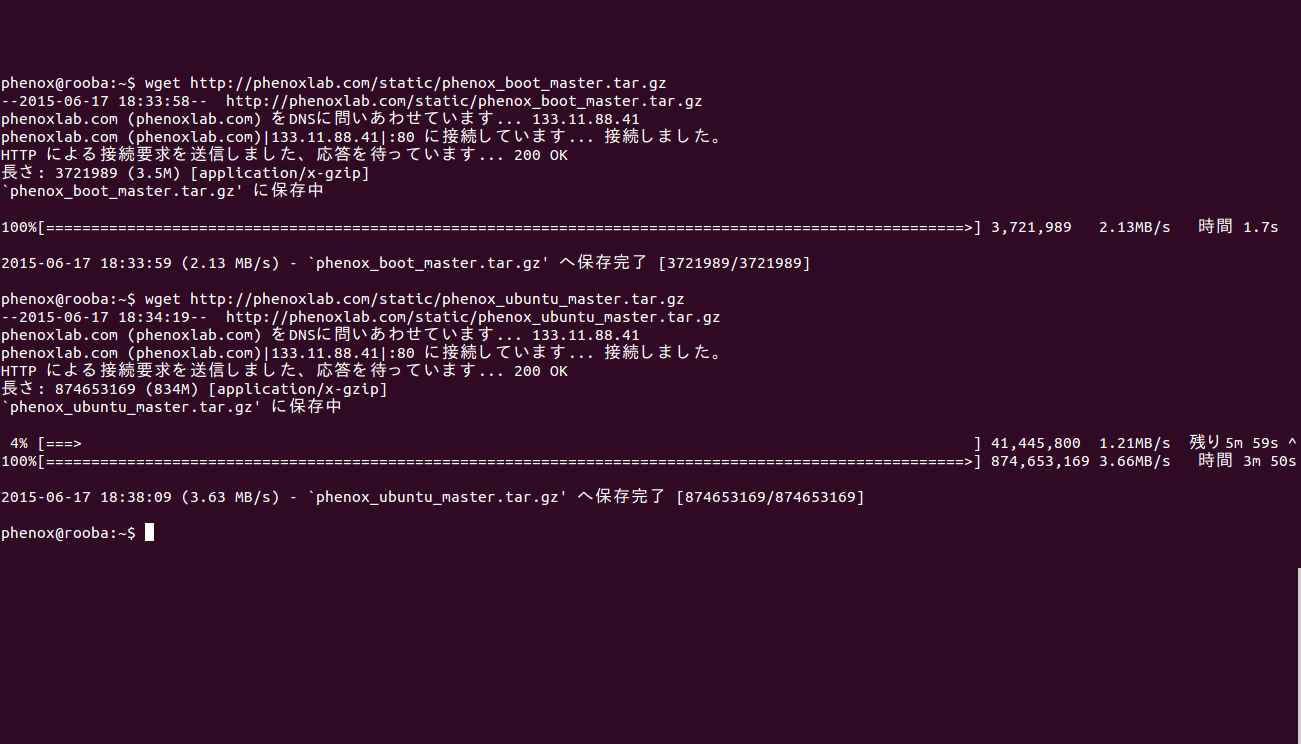 phenox@rooba:~$ wget http://phenoxlab.com/static/phenox_boot_master.tar.gz
--2015-06-17 18:33:58--  http://phenoxlab.com/static/phenox_boot_master.tar.gz
phenoxlab.com (phenoxlab.com) をDNSに問いあわせています... 133.11.88.41
phenoxlab.com (phenoxlab.com)|133.11.88.41|:80 に接続しています... 接続しました。
HTTP による接続要求を送信しました、応答を待っています... 200 OK
長さ: 3721989 (3.5M) [application/x-gzip]
`phenox_boot_master.tar.gz' に保存中
100%[======================================================================================================>] 3,721,989   2.13MB/s   時間 1.7s
2015-06-17 18:33:59 (2.13 MB/s) - `phenox_boot_master.tar.gz' へ保存完了 [3721989/3721989]
phenox@rooba:~$ wget http://phenoxlab.com/static/phenox_ubuntu_master.tar.gz
--2015-06-17 18:34:19--  http://phenoxlab.com/static/phenox_ubuntu_master.tar.gz
phenoxlab.com (phenoxlab.com) をDNSに問いあわせています... 133.11.88.41
phenoxlab.com (phenoxlab.com)|133.11.88.41|:80 に接続しています... 接続しました。
HTTP による接続要求を送信しました、応答を待っています... 200 OK
長さ: 874653169 (834M) [application/x-gzip]
`phenox_ubuntu_master.tar.gz' に保存中
4% [===>                                                                                                   ] 41,445,800  1.21MB/s  残り5m 59s ^
100%[======================================================================================================>] 874,653,169 3.66MB/s   時間 3m 50s
2015-06-17 18:38:09 (3.63 MB/s) - `phenox_ubuntu_master.tar.gz' へ保存完了 [874653169/874653169]
phenox@rooba:~$